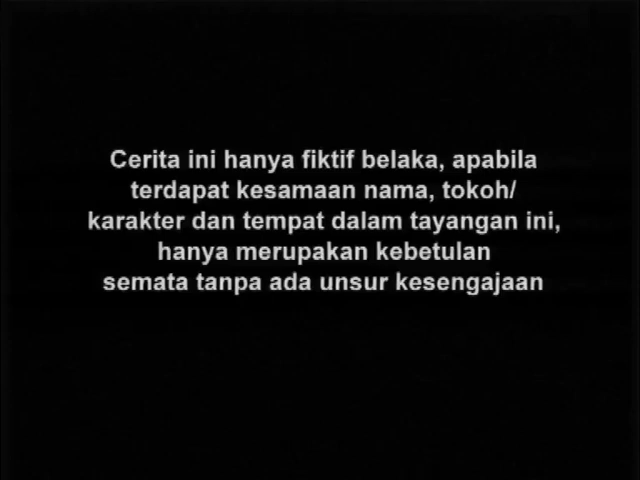 Cerita ini hanya fiktif belaka, apabila
terdapat kesamaan nama, tokoh/
karakter dan tempat dalam tayangan ini,
hanya merupakan kebetulan
semata tanpa ada unsur kesengajaan